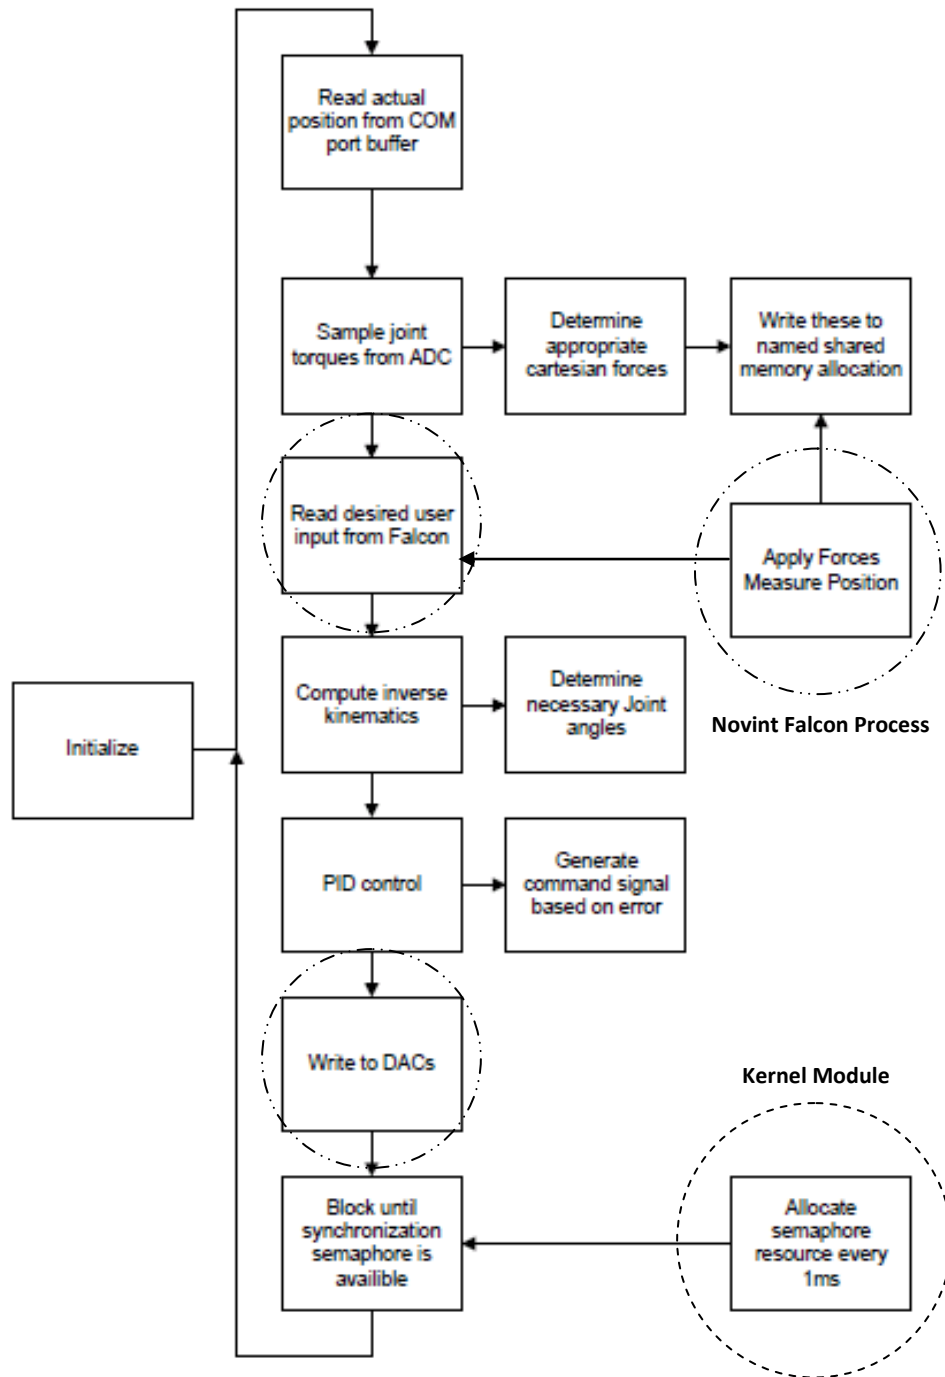 Read actual
position from COM
port buffer
Sample joint
torques from ADC
Determine
appropriate
cartesian forces
Write these to
named shared
memory allocation
Read desired user
input from Falcon
Apply Forces
Measure Position
Novint Falcon Process
Initialize
Compute inverse
kinematics
Determine
necessary Joint
angles
PID control
Generate
command signal
based on error
Write to DACs
Kernel Module
Block until
synchronization
semaphore is
availible
Allocate
semaphore
resource every
1ms